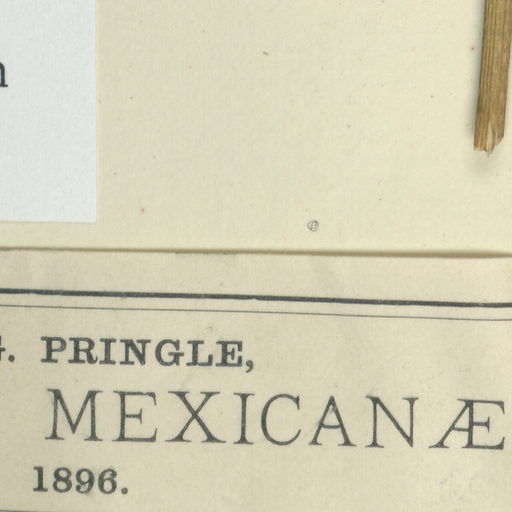 n
G. PRINGLE,
MEXICANÆ
1896.